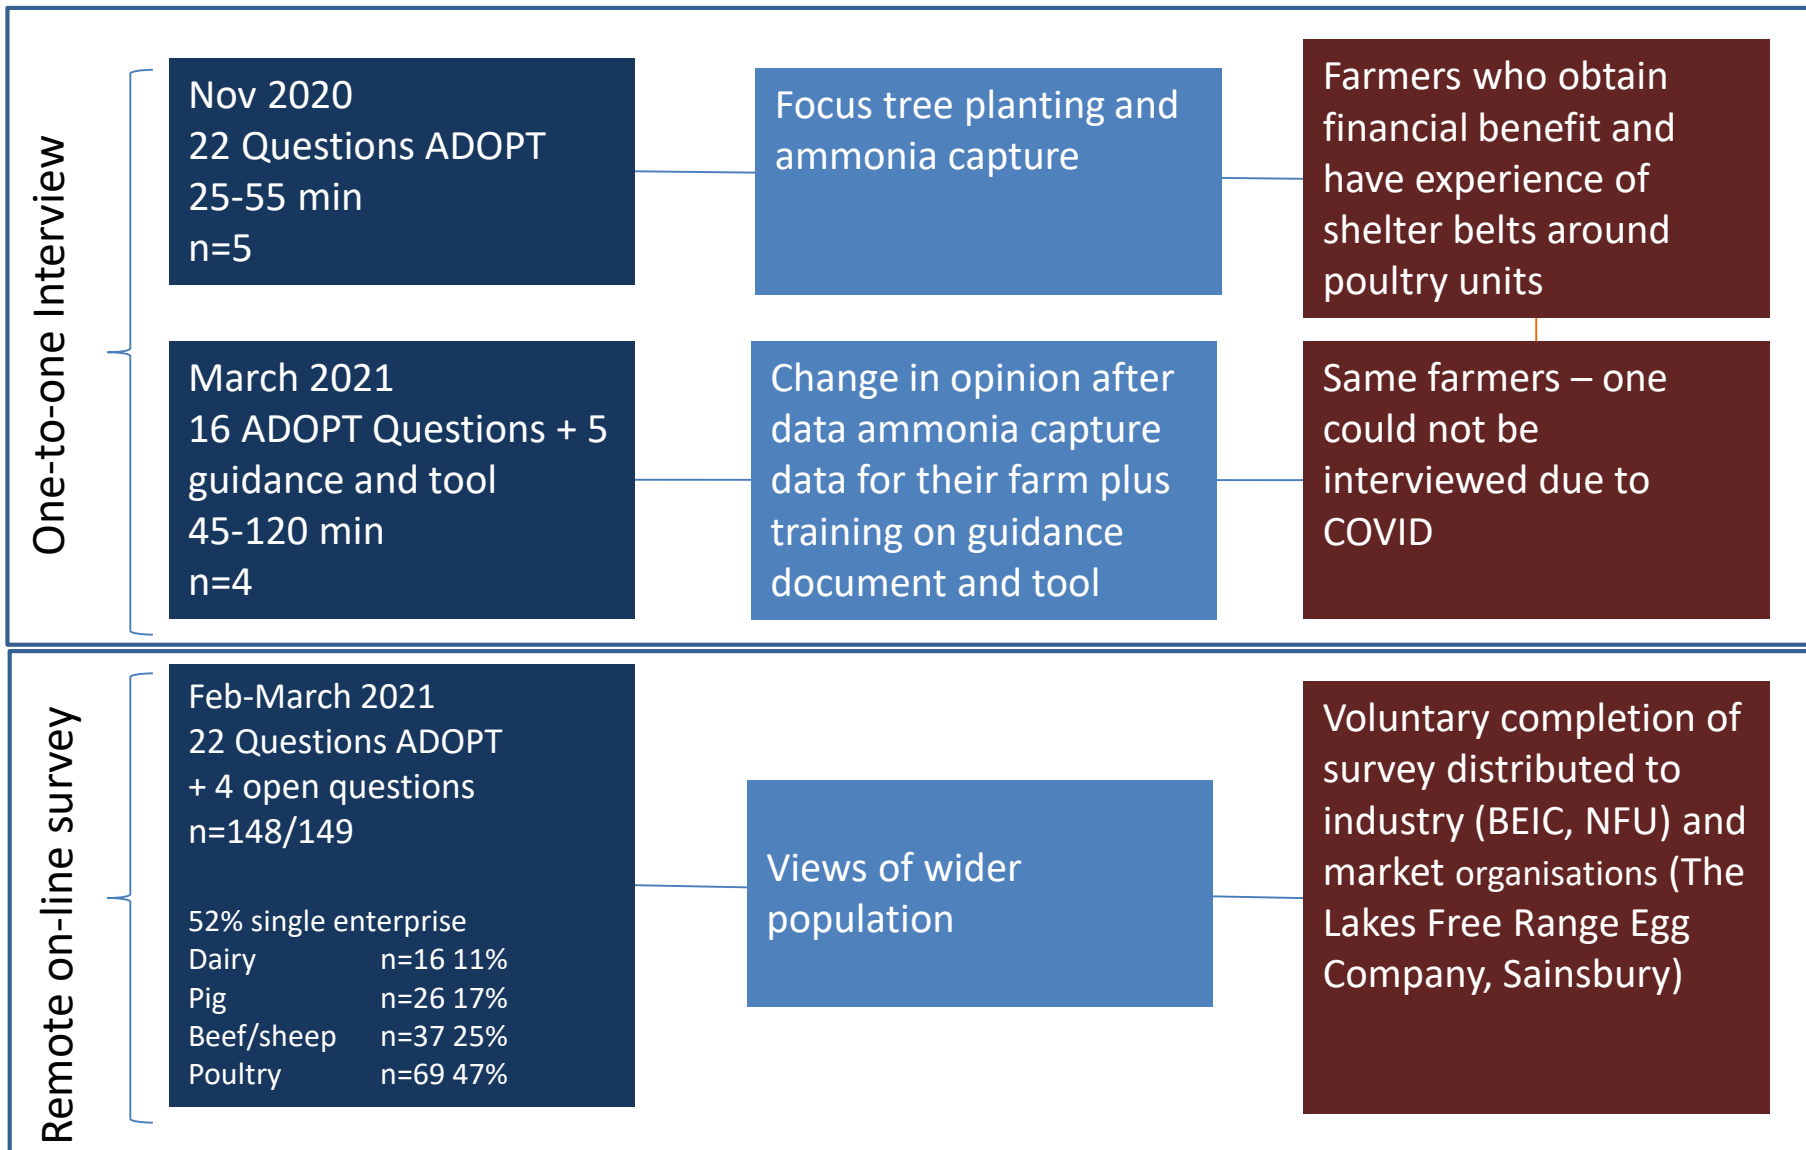 One-to-one Interview
Nov 2020
22 Questions ADOPT
25-55 min
n=5
Focus tree planting and
ammonia capture
Farmers who obtain
financial benefit and
have experience of
shelter belts around
poultry units
March 2021
16 ADOPT Questions + 5
guidance and tool
45-120 min
n=4
Change in opinion after
data ammonia capture
data for their farm plus
training on guidance
document and tool
Same farmers – one
could not be
interviewed due to
COVID
Remote on-line survey
Feb-March 2021
22 Questions ADOPT
+ 4 open questions
n=148/149
52% single enterprise
Dairy n=16 11%
Pig n=26 17%
Beef/sheep n=37 25%
Poultry n=69 47%
Views of wider
population
Voluntary completion of
survey distributed to
industry (BEIC, NFU) and
market organisations (The
Lakes Free Range Egg
Company, Sainsbury)